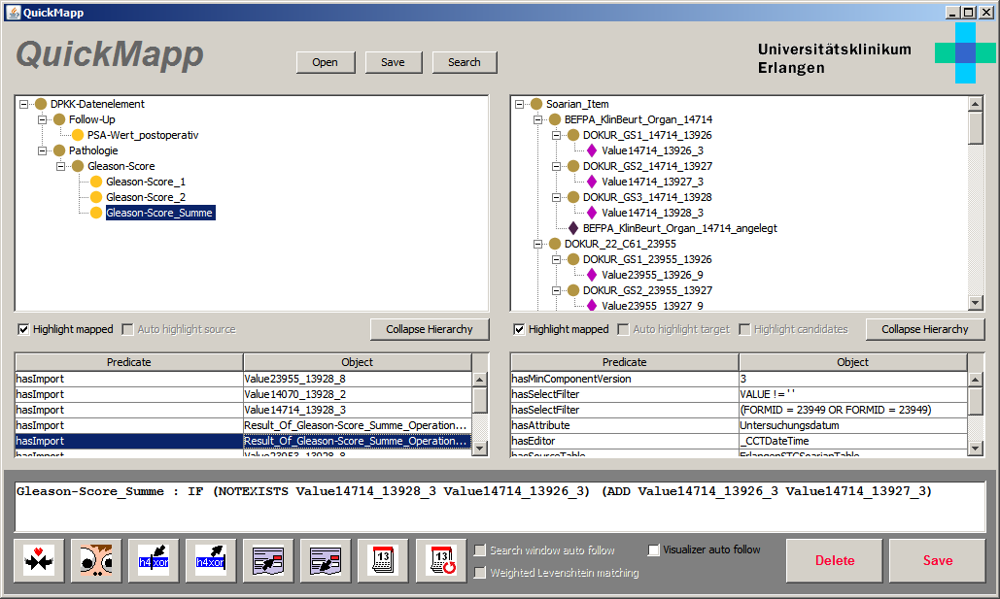 QuickMapp
QuickMapp
Open Save Search
Universitätsklinikum
Erlangen
DPKK-Datenelement
Follow-Up
PSA-Wert_postoperativ
Pathologie
Gleason-Score
Gleason-Score_1
Gleason-Score_2
Gleason-Score_Summe
Soarian_Item
BEFPA_KlinBeurt_Organ_14714
DOKUR_GS1_14714_13926
Value14714_13926_3
DOKUR_GS2_14714_13927
Value14714_13927_3
DOKUR_GS3_14714_13928
Value14714_13928_3
BEFPA_KlinBeurt_Organ_14714_angelegt
DOKUR_22_C61_23955
DOKUR_GS1_23955_13926
Value23955_13926_9
DOKUR_GS2_23955_13927
Value23955_13927_9
Highlight mapped Auto highlight source Collapse Hierarchy
Highlight mapped Auto highlight target Highlight candidates Collapse Hierarchy
Predicate Object
hasImport Value23955_13928_8
hasImport Value14070_13928_2
hasImport Value14714_13928_3
hasImport Result_Of_Gleason-Score_Summe_Operation...
hasImport Result_Of_Gleason-Score_Summe_Operation...
hasImport Value23953_13928_8
Predicate Object
hasMinComponentVersion 3
hasSelectFilter VALUE != ' '
hasSelectFilter (FORMID = 23949 OR FORMID = 23949)
hasAttribute Untersuchungsdatum
hasEditor _CCTDateTime
hasSourceTable ErlangenSTGSoarianTable
Gleason-Score_Summe : IF (NOTEXISTS Value14714_13928_3 Value14714_13926_3) (ADD Value14714_13926_3 Value14714_13927_3)
h4xor h4xor 13 13
Search window auto follow Visualizer auto follow
Weighted Levenshtein matching
Delete Save